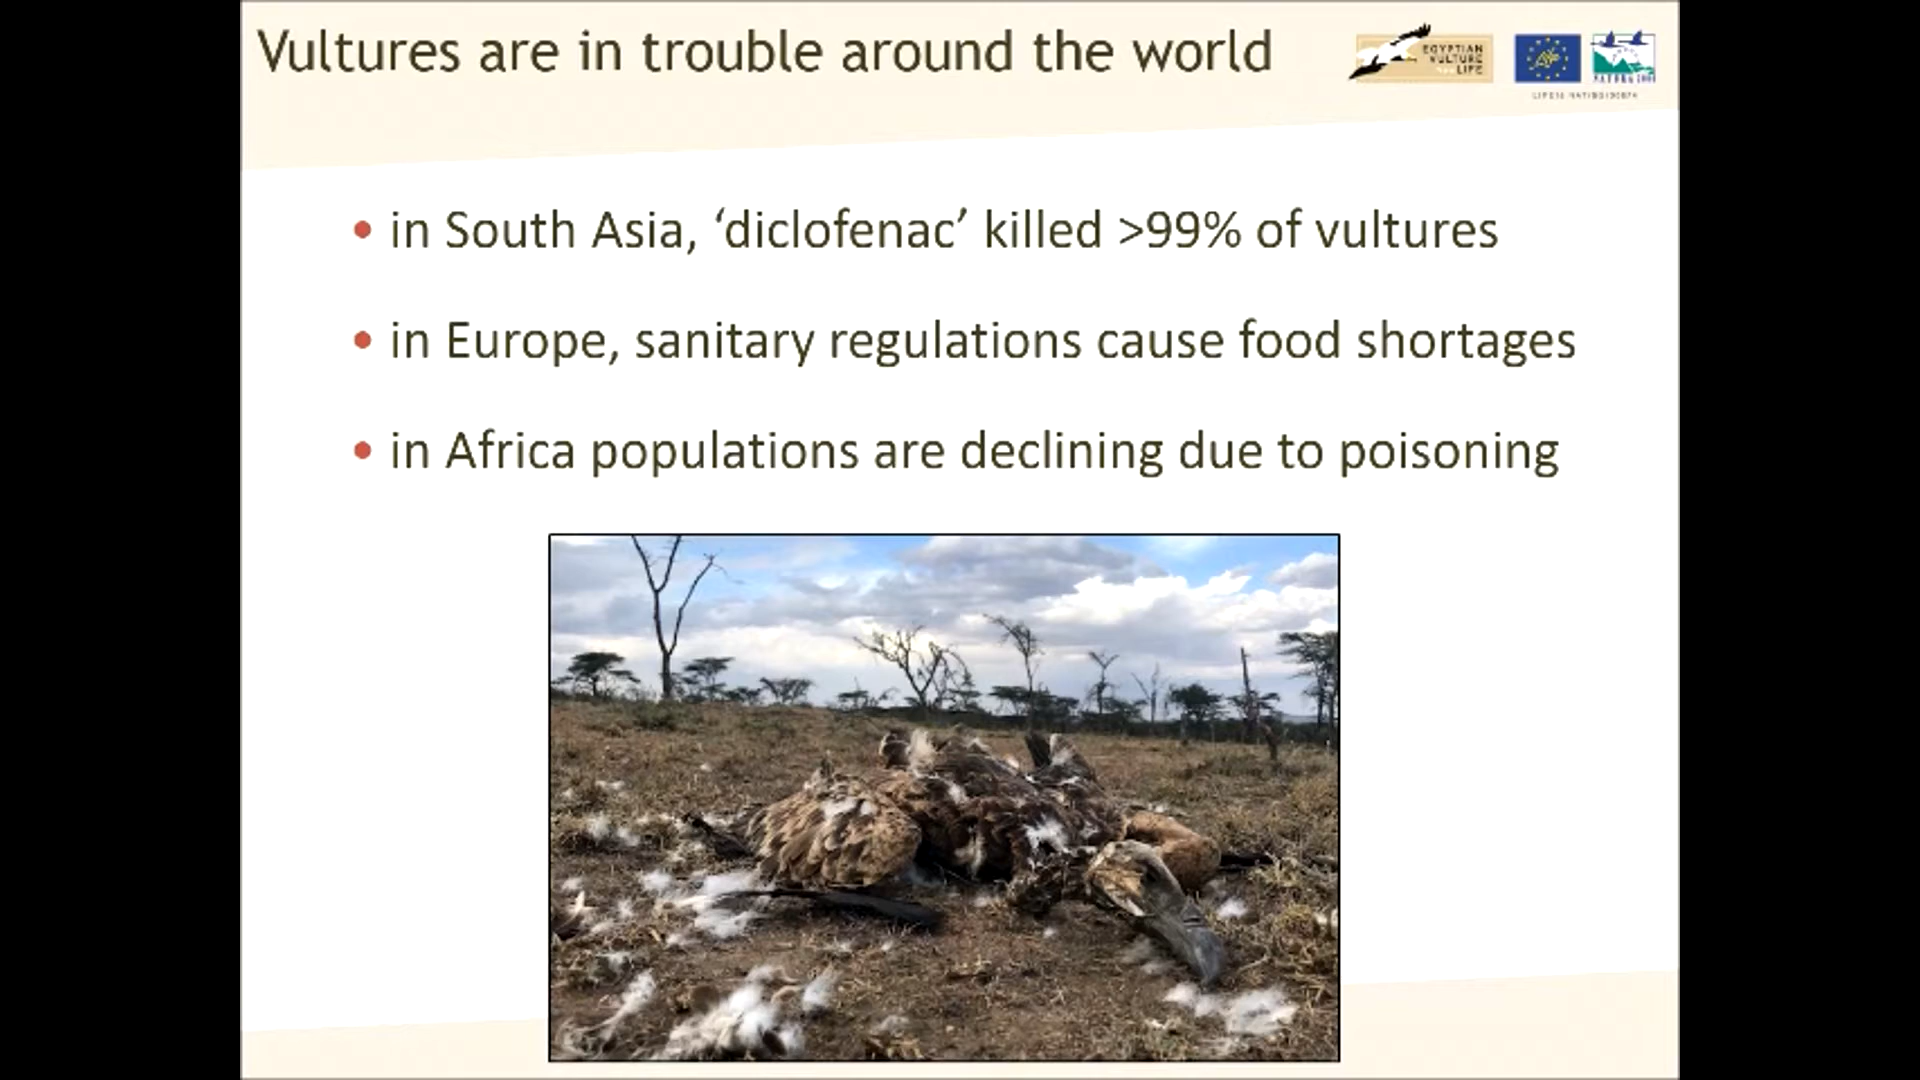 Vultures are in trouble around the world
EGYPTIAN
VULTURE
LIFE
• in South Asia, ‘diclofenac’ killed >99% of vultures
• in Europe, sanitary regulations cause food shortages
• in Africa populations are declining due to poisoning